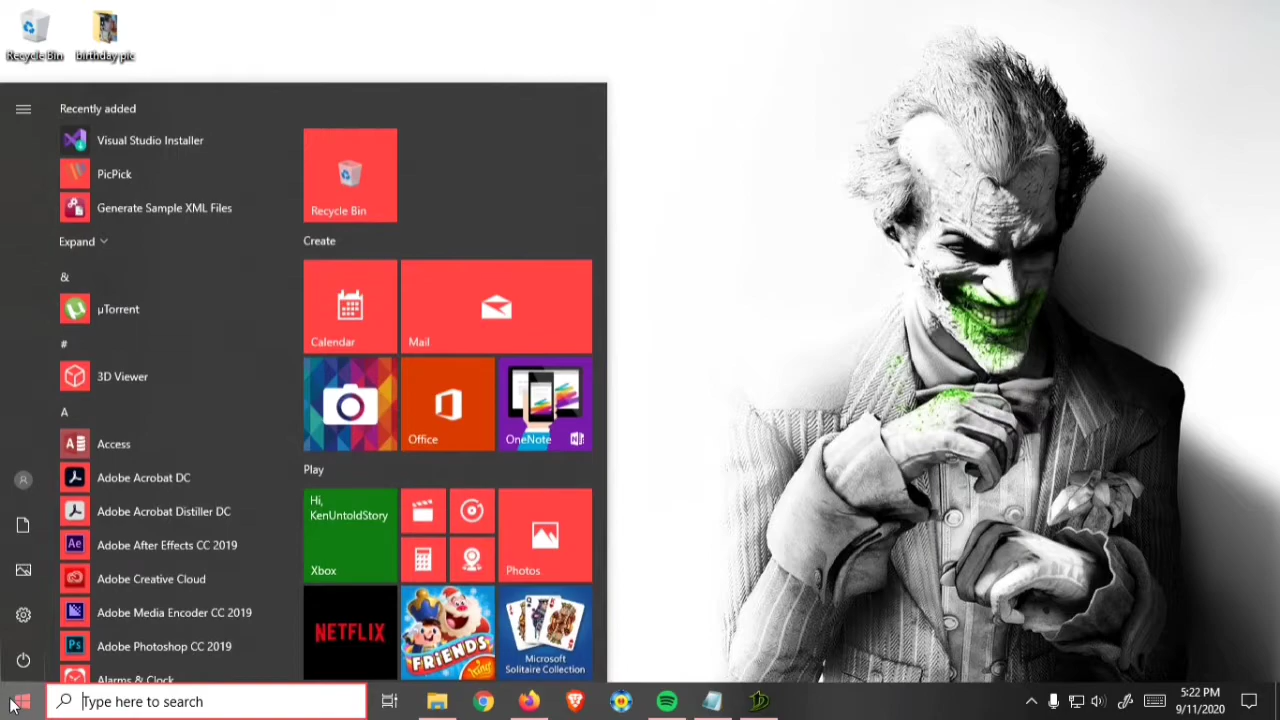 Recycle Bin
birthday pic
Recently added
Visual Studio Installer
PicPick
Generate Sample XML Files
Expand
&
µTorrent
#
3D Viewer
A
Access
Adobe Acrobat DC
Adobe Acrobat Distiller DC
Adobe After Effects CC 2019
Adobe Creative Cloud
Adobe Media Encoder CC 2019
Adobe Photoshop CC 2019
Alarms & Clock
Recycle Bin
Create
Calendar
Mail
Office
OneNote
Play
Hi,
KenUntoldStory
Xbox
Photos
NETFLIX
FRiENDS
King
Microsoft
Solitaire Collection
Type here to search
5:22 PM
9/11/2020